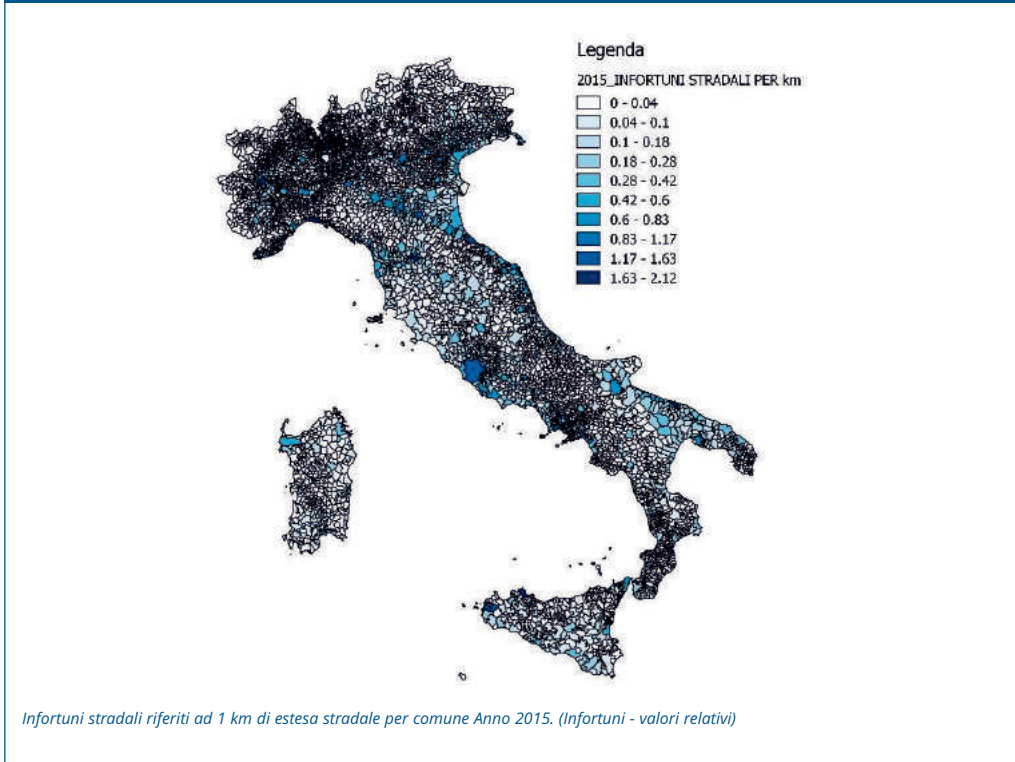 Legenda
2015_INFORTUNI STRADALI PER km
0 - 0.04
0.04 - 0.1
0.1 - 0.18
0.18 - 0.28
0.28 - 0.42
0.42 - 0.6
0.6 - 0.83
0.83 - 1.17
1.17 - 1.63
1.63 - 2.12
Infortuni stradali riferiti ad 1 km di estesa stradale per comune Anno 2015. (Infortuni - valori relativi)